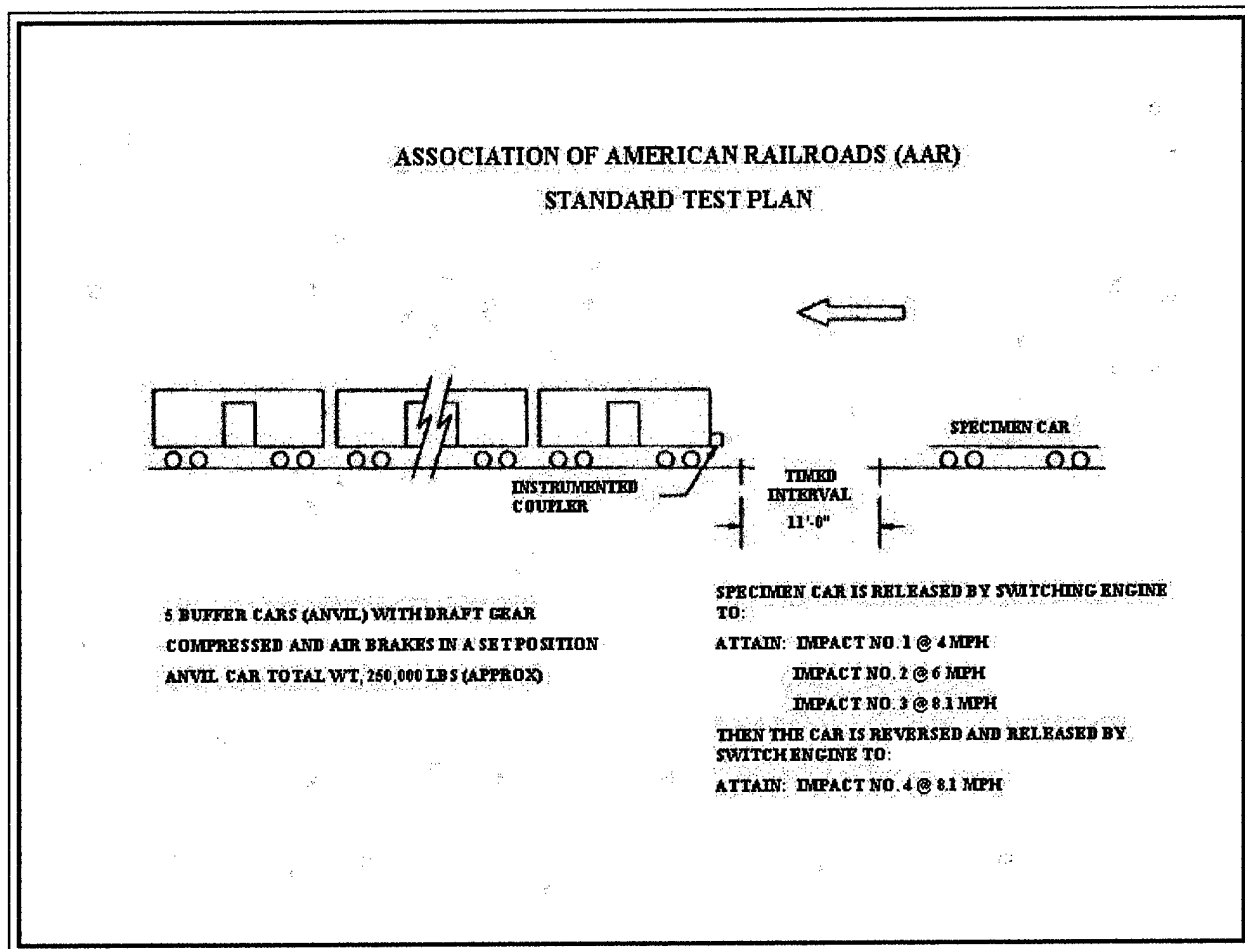 ASSOCIATION OF AMERICAN RAILROADS (AAR)
STANDARD TEST PLAN
SPECIMEN CAR
INSTRUMENTED
COUPLER
TIMED
INTERVAL
11'-0"
5 BUFFER CARS (ANVIL) WITH DRAFT GEAR
COMPRESSED AND AIR BRAKES IN A SET POSITION
ANVIL CAR TOTAL WT, 250,000 LBS (APPROX)
SPECIMEN CAR IS RELEASED BY SWITCHING ENGINE
TO:
ATTAIN: IMPACT NO. 1 @ 4 MPH
IMPACT NO. 2 @ 6 MPH
IMPACT NO. 3 @ 8.1 MPH
THEN THE CAR IS REVERSED AND RELEASED BY
SWITCH ENGINE TO:
ATTAIN: IMPACT NO. 4 @ 8.1 MPH